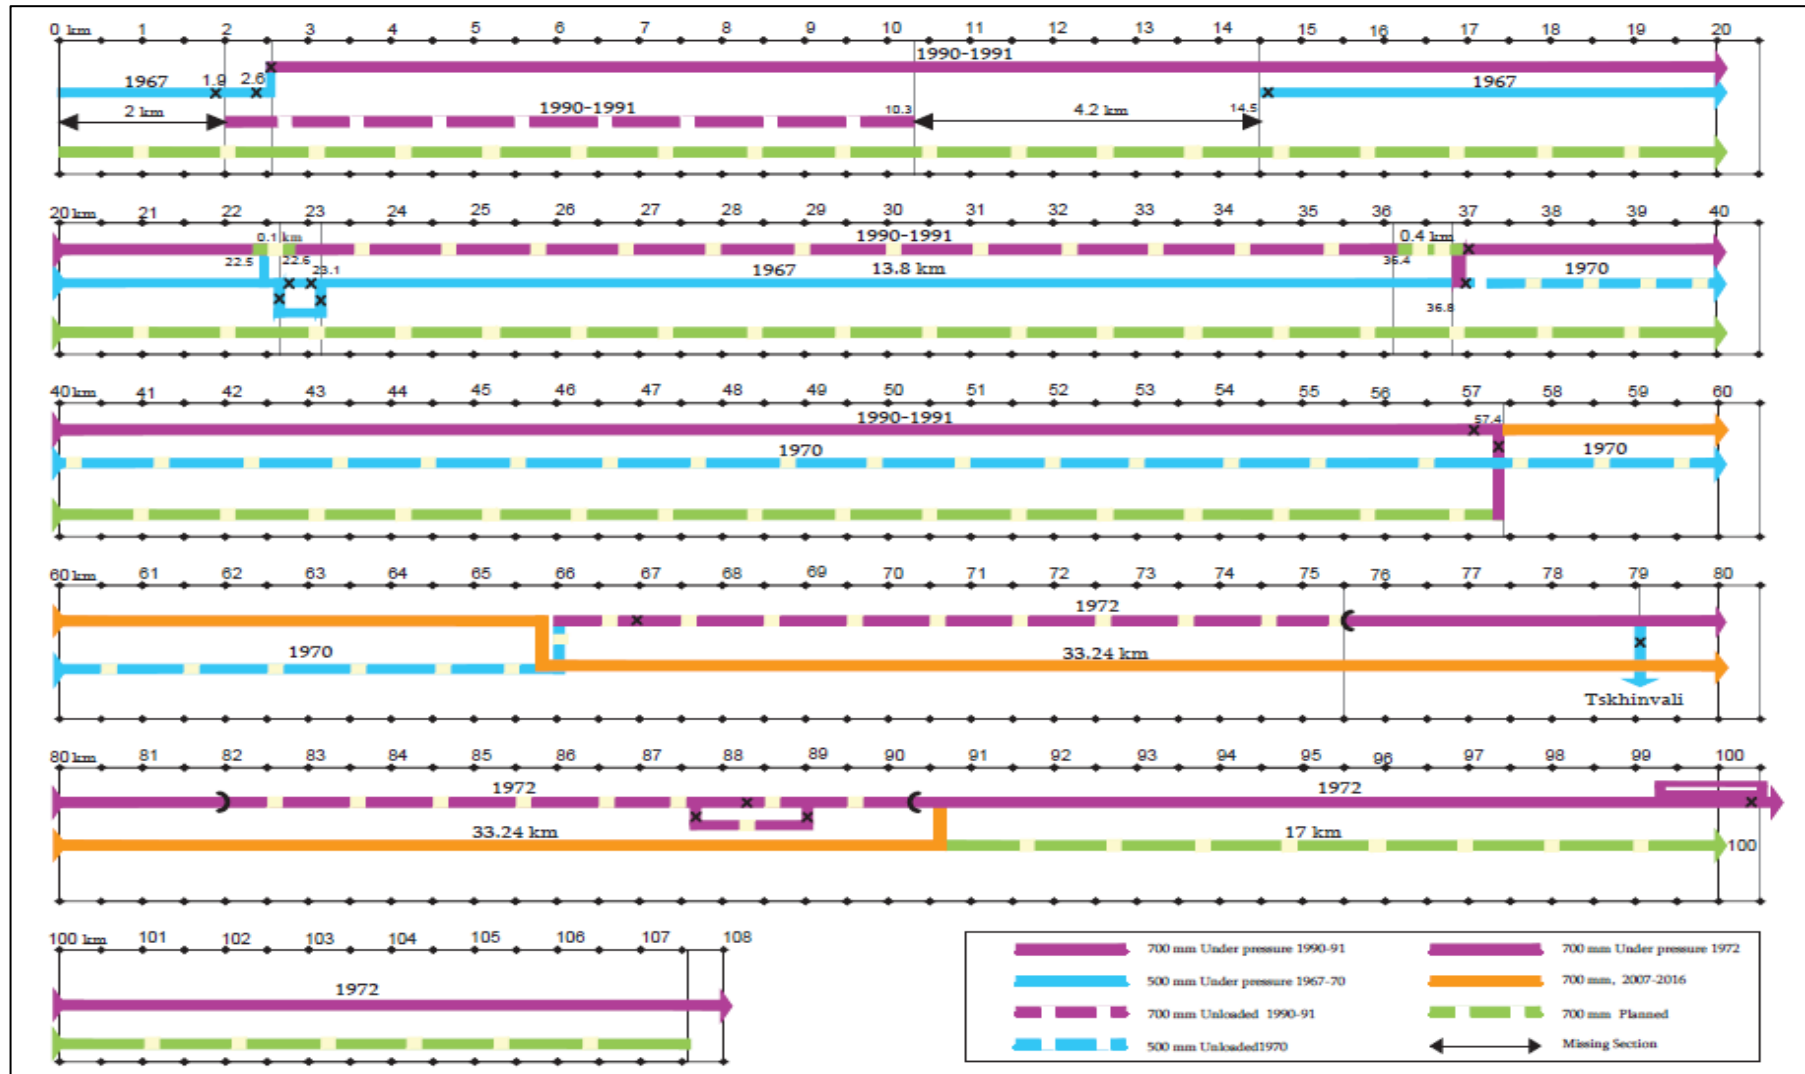 0 km 1 2 3 4 5 6 7 8 9 10 11 12 13 14 15 16 17 18 19 20
1990-1991
1967 1.9 2.6 1967
2 km 1990-1991 10.3 4.2 km 14.5
20 km 21 22 23 24 25 26 27 28 29 30 31 32 33 34 35 36 37 38 39 40
0.1 km 1990-1991 0.4 km
22.5 22.6 36.4
23.1 1967 13.8 km 1970
36.8
40 km 41 42 43 44 45 46 47 48 49 50 51 52 53 54 55 56 57 58 59 60
1990-1991 57.4
1970 1970
60 km 61 62 63 64 65 66 67 68 69 70 71 72 73 74 75 76 77 78 79 80
1972
1970 33.24 km
Tskhinvali
80 km 81 82 83 84 85 86 87 88 89 90 91 92 93 94 95 96 97 98 99 100
1972 1972
33.24 km 17 km
100
100 km 101 102 103 104 105 106 107 108
1972
700 mm Under pressure 1990-91 700 mm Under pressure 1972
500 mm Under pressure 1967-70 700 mm, 2007-2016
700 mm Unloaded 1990-91 700 mm Planned
500 mm Unloaded1970 Missing Section